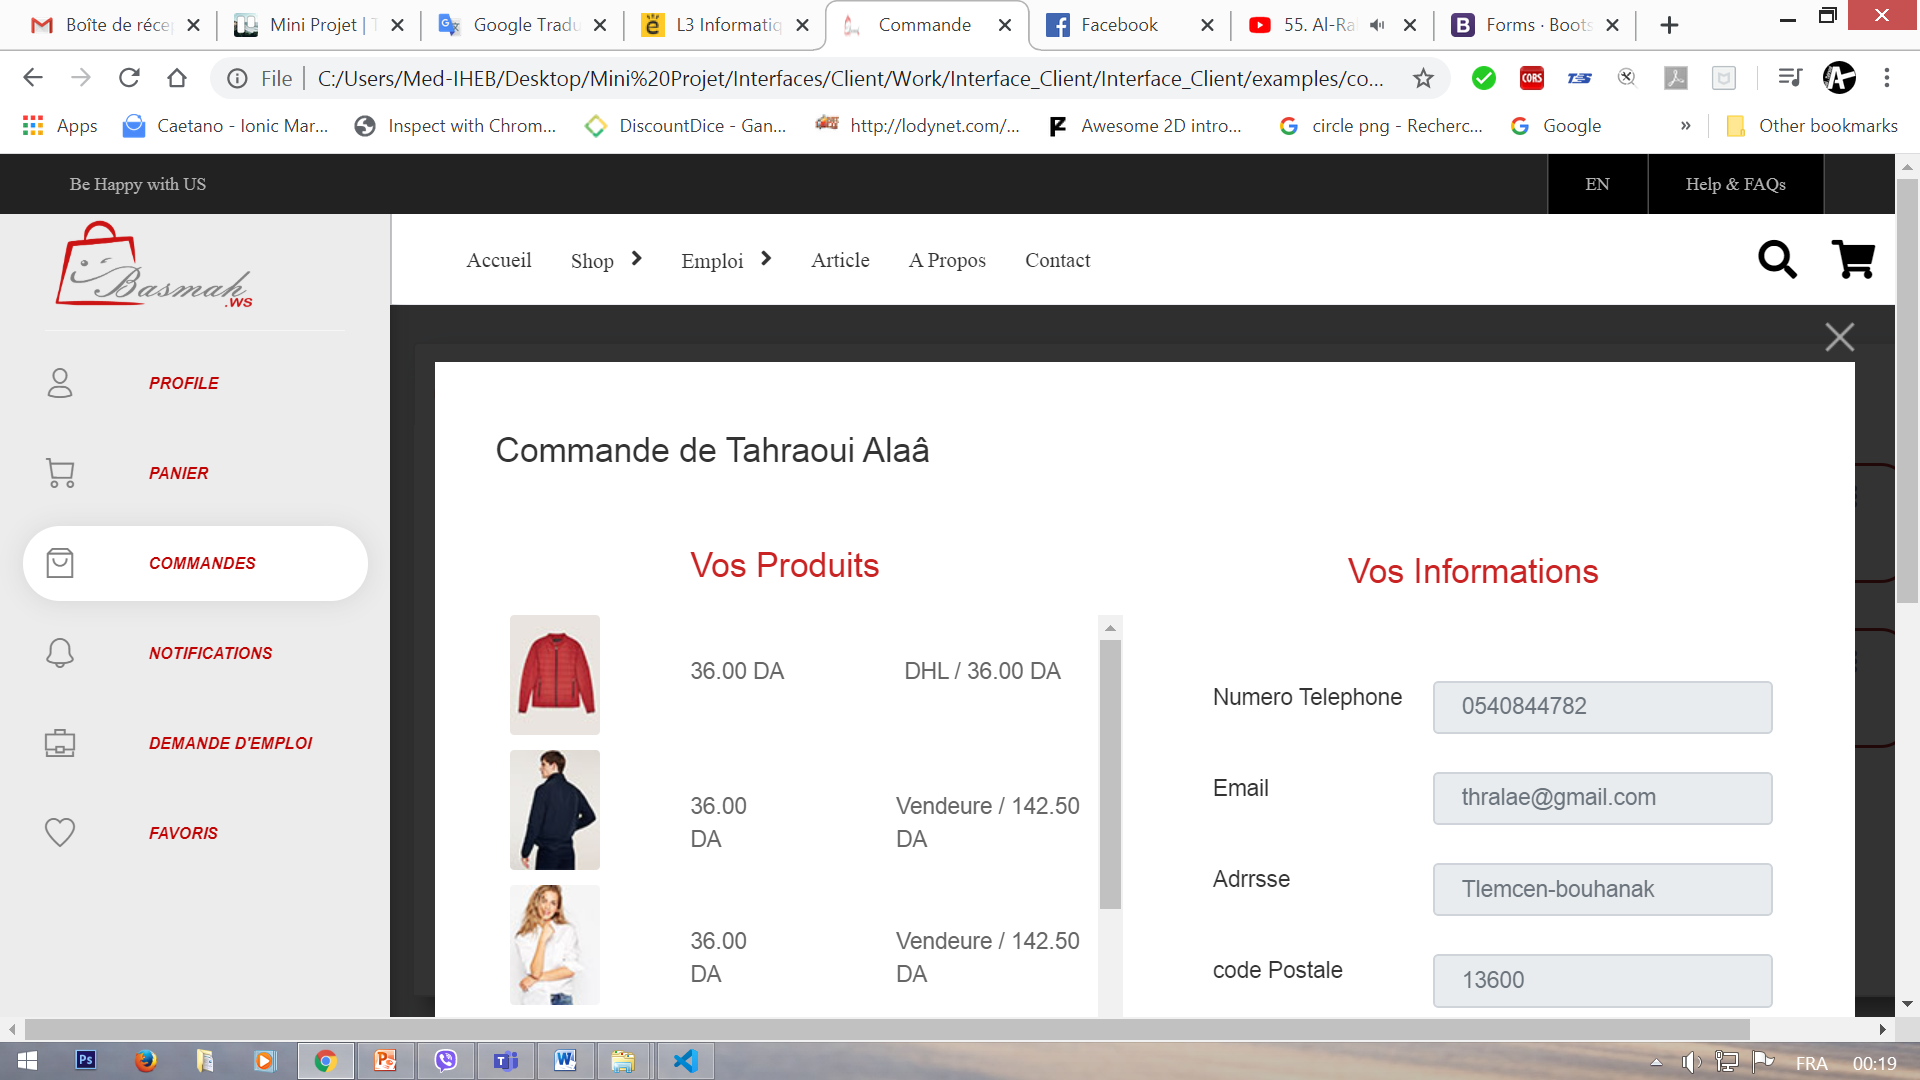 Boîte de réce
Mini Projet | T
Google Tradu
L3 Informatiq
Commande
Facebook
55. Al-Ra
Forms · Boots
File
C:/Users/Med-IHEB/Desktop/Mini%20Projet/Interfaces/Client/Work/Interface_Client/Interface_Client/examples/co...
CORS
Apps
Caetano - Ionic Mar...
Inspect with Chrom...
DiscountDice - Gan...
http://lodynet.com/...
Awesome 2D intro...
circle png - Recherc...
Google
»
Other bookmarks
Be Happy with US
EN
Help & FAQs
Basmah
.WS
Accueil
Shop
Emploi
Article
A Propos
Contact
PROFILE
PANIER
COMMANDES
NOTIFICATIONS
DEMANDE D'EMPLOI
FAVORIS
Commande de Tahraoui Alaâ
Vos Produits
36.00 DA
DHL / 36.00 DA
36.00
DA
Vendeure / 142.50
DA
36.00
DA
Vendeure / 142.50
DA
Vos Informations
Numero Telephone
0540844782
Email
thralae@gmail.com
Adrrsse
Tlemcen-bouhanak
code Postale
13600
Ps
FRA
00:19